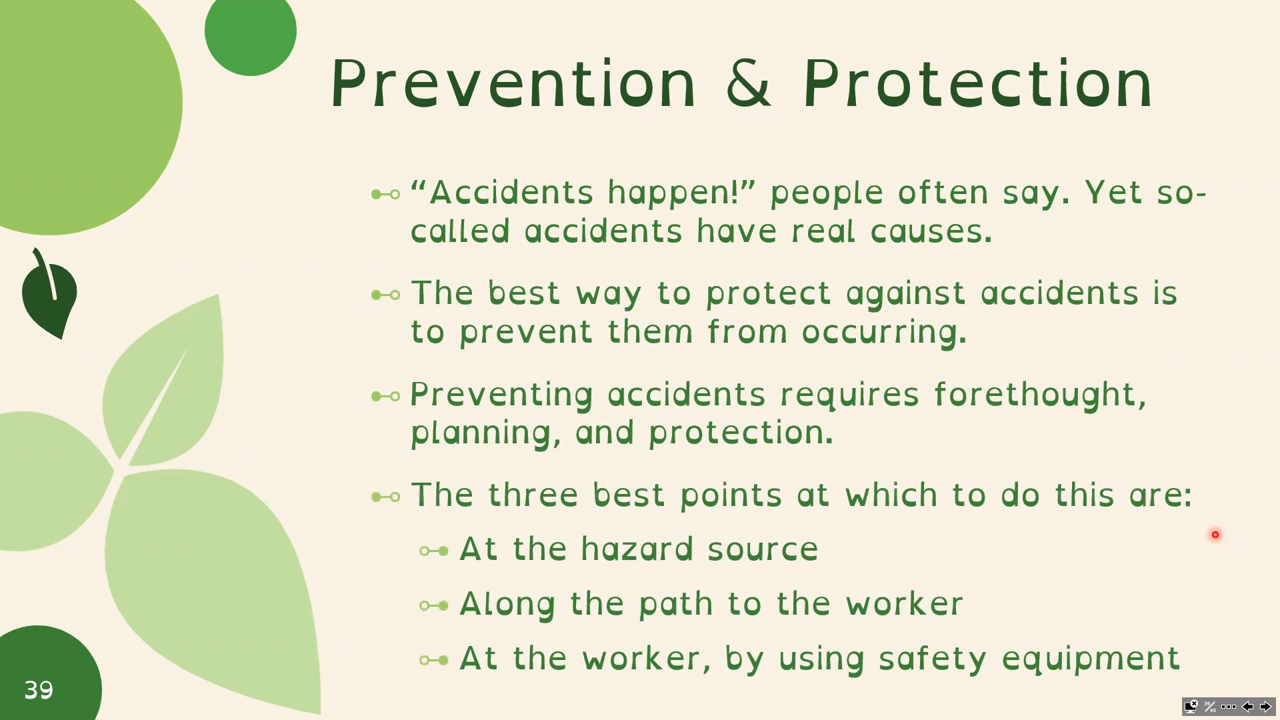 Prevention & Protection
“Accidents happen!” people often say. Yet so-
called accidents have real causes.
The best way to protect against accidents is
to prevent them from occurring.
Preventing accidents requires forethought,
planning, and protection.
The three best points at which to do this are:
At the hazard source
Along the path to the worker
At the worker, by using safety equipment
39